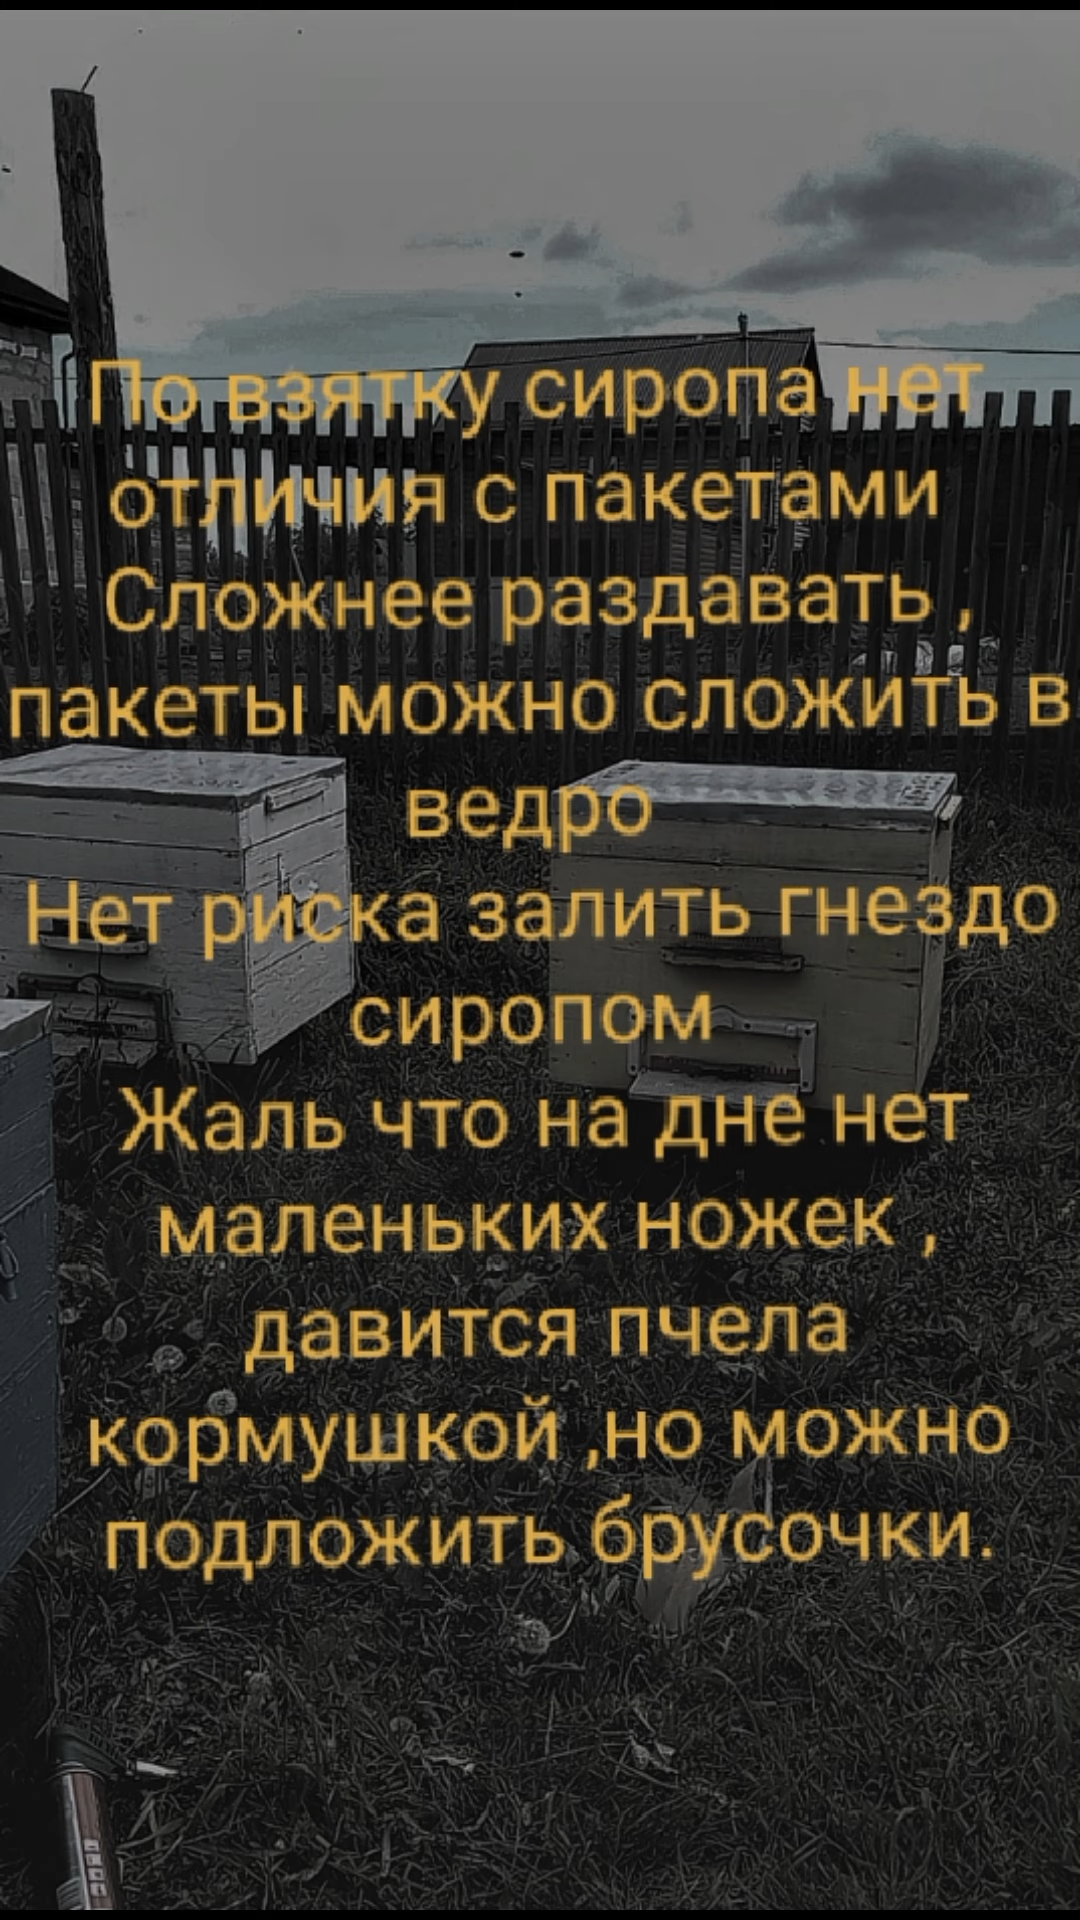 По взятку сиропа нет
отличия с пакетами
Сложнее раздавать ,
пакеты можно сложить в
ведро
Нет риска залить гнездо
сиропом
Жаль что на дне нет
маленьких ножек ,
давится пчела
кормушкой ,но можно
подложить брусочки.